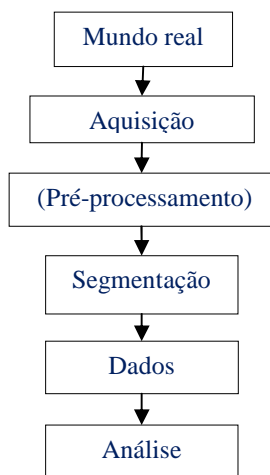 Mundo real
Aquisição
(Pré-processamento)
Segmentação
Dados
Análise